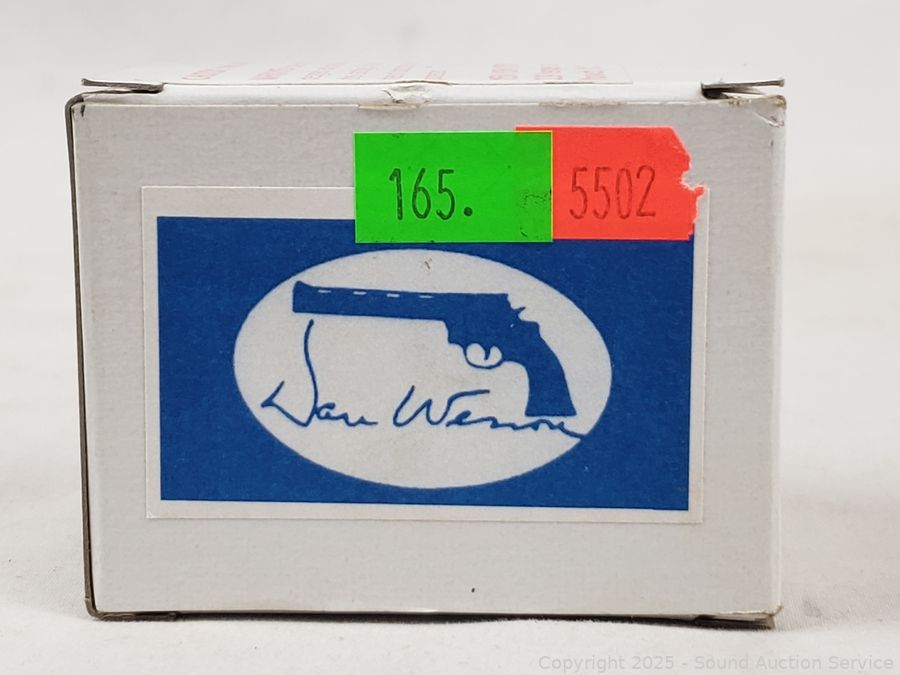 165.
5502
Dan Wesson
Copyright 2025 - Sound Auction Service